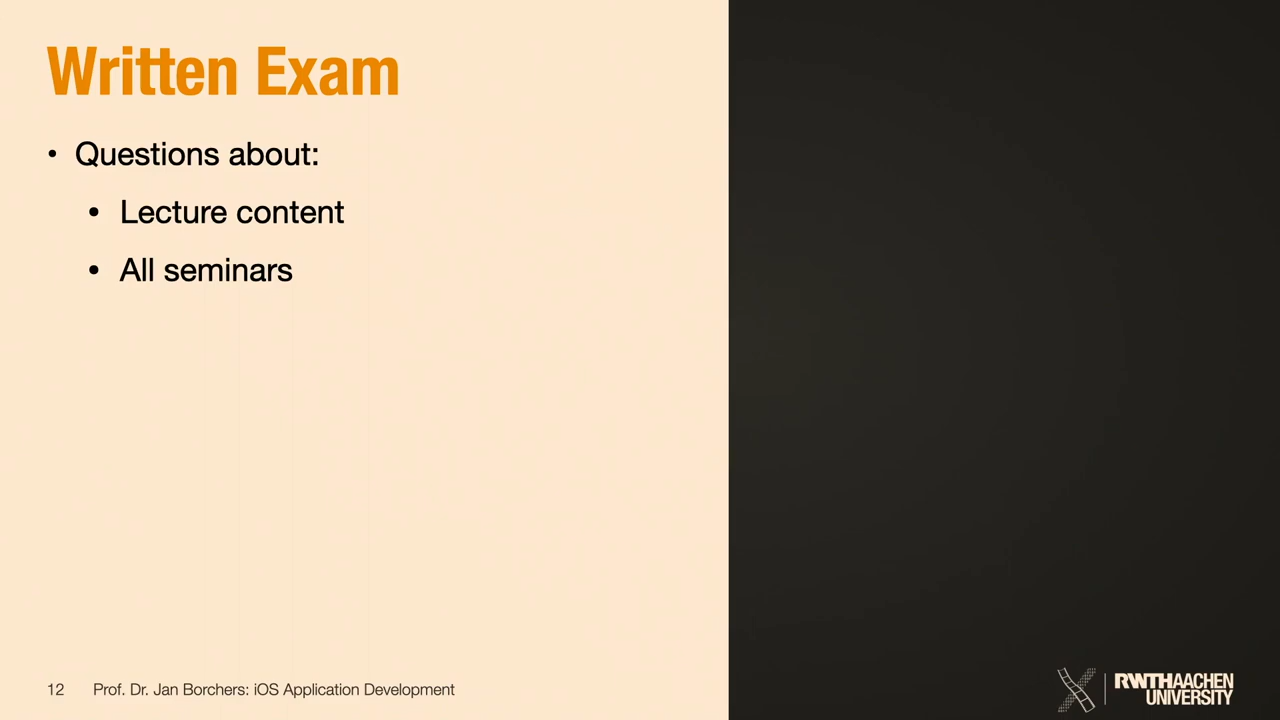 Written Exam
• Questions about:
• Lecture content
• All seminars
12 Prof. Dr. Jan Borchers: iOS Application Development
RWTHAACHEN
UNIVERSITY